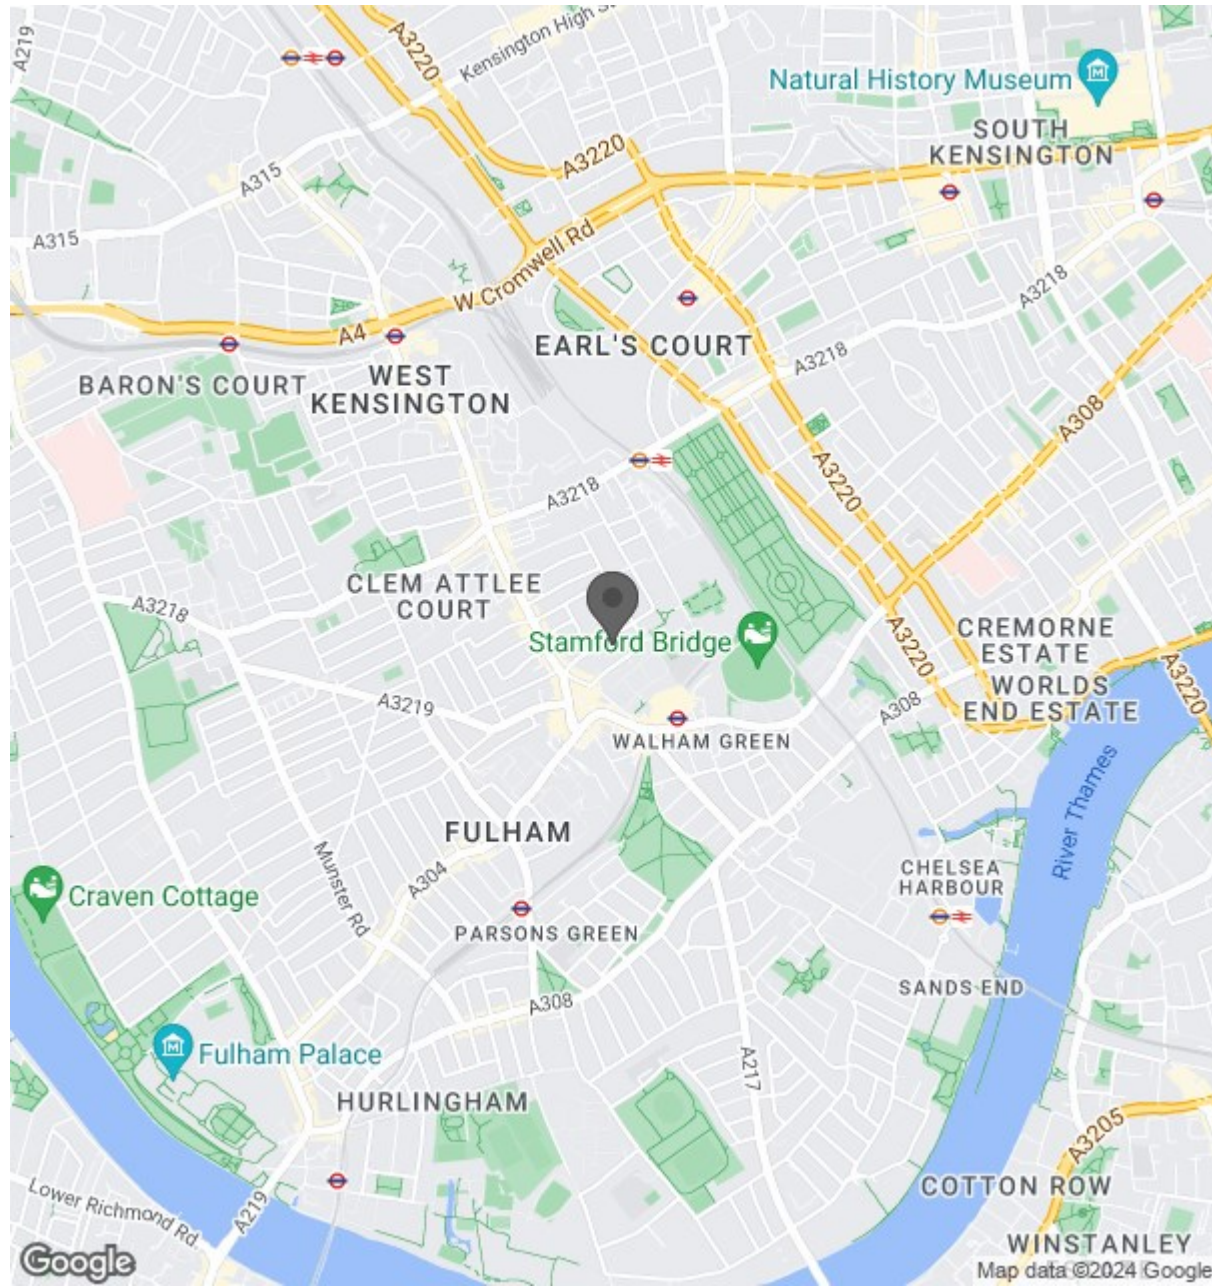 A219
A3220
Kensington High S
Natural History Museum
SOUTH
KENSINGTON
A3220
A315
A315
W Cromwell Rd
A3218
A4
EARL'S COURT
A3218
BARON'S COURT
WEST
KENSINGTON
A308
A3220
A3218
CLEM ATTLEE
COURT
A3218
Stamford Bridge
CREMORNE
ESTATE
A3220
WORLDS
END ESTATE
A3220
A3219
A308
WALHAM GREEN
River Thames
FULHAM
Munster Rd
A304
CHELSEA
HARBOUR
Craven Cottage
PARSONS GREEN
SANDS END
A308
Fulham Palace
A217
HURLINGHAM
A3205
COTTON ROW
Lower Richmond Rd.
A219
WINSTANLEY
Google
Map data ©2024 Google